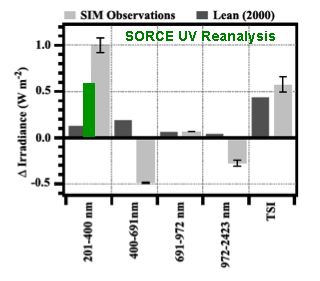 SIM Observations Lean (2000)
SORCE UV Reanalysis
Δ Irradiance (W m-2)
1.0
0.5
0.0
-0.5
201-400 nm
400-691nm
691-972 nm
972-2423 nm
TSI